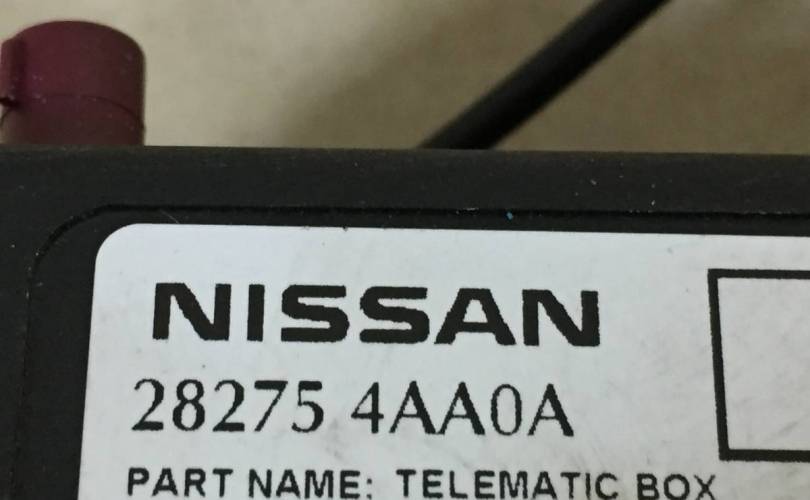 NISSAN
28275 4AA0A
PART NAME: TELEMATIC BOX